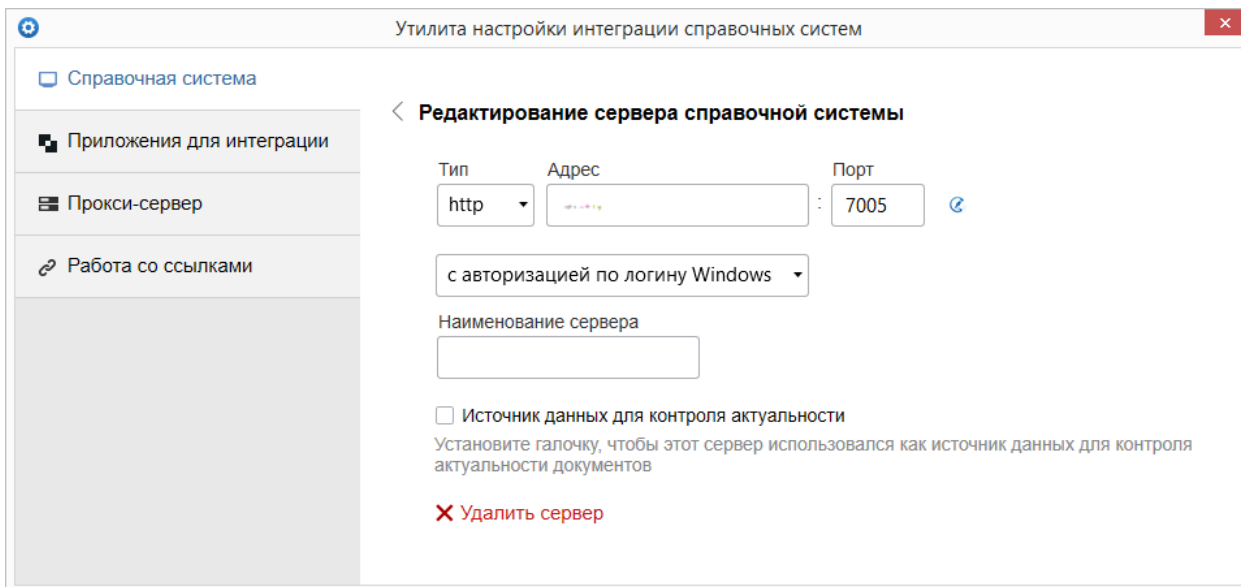 Утилита настройки интеграции справочных систем
Справочная система
Приложения для интеграции
Прокси-сервер
Работа со ссылками
Редактирование сервера справочной системы
Тип Адрес Порт
http : 7005
с авторизацией по логину Windows
Наименование сервера
Источник данных для контроля актуальности
Установите галочку, чтобы этот сервер использовался как источник данных для контроля
актуальности документов
Удалить сервер